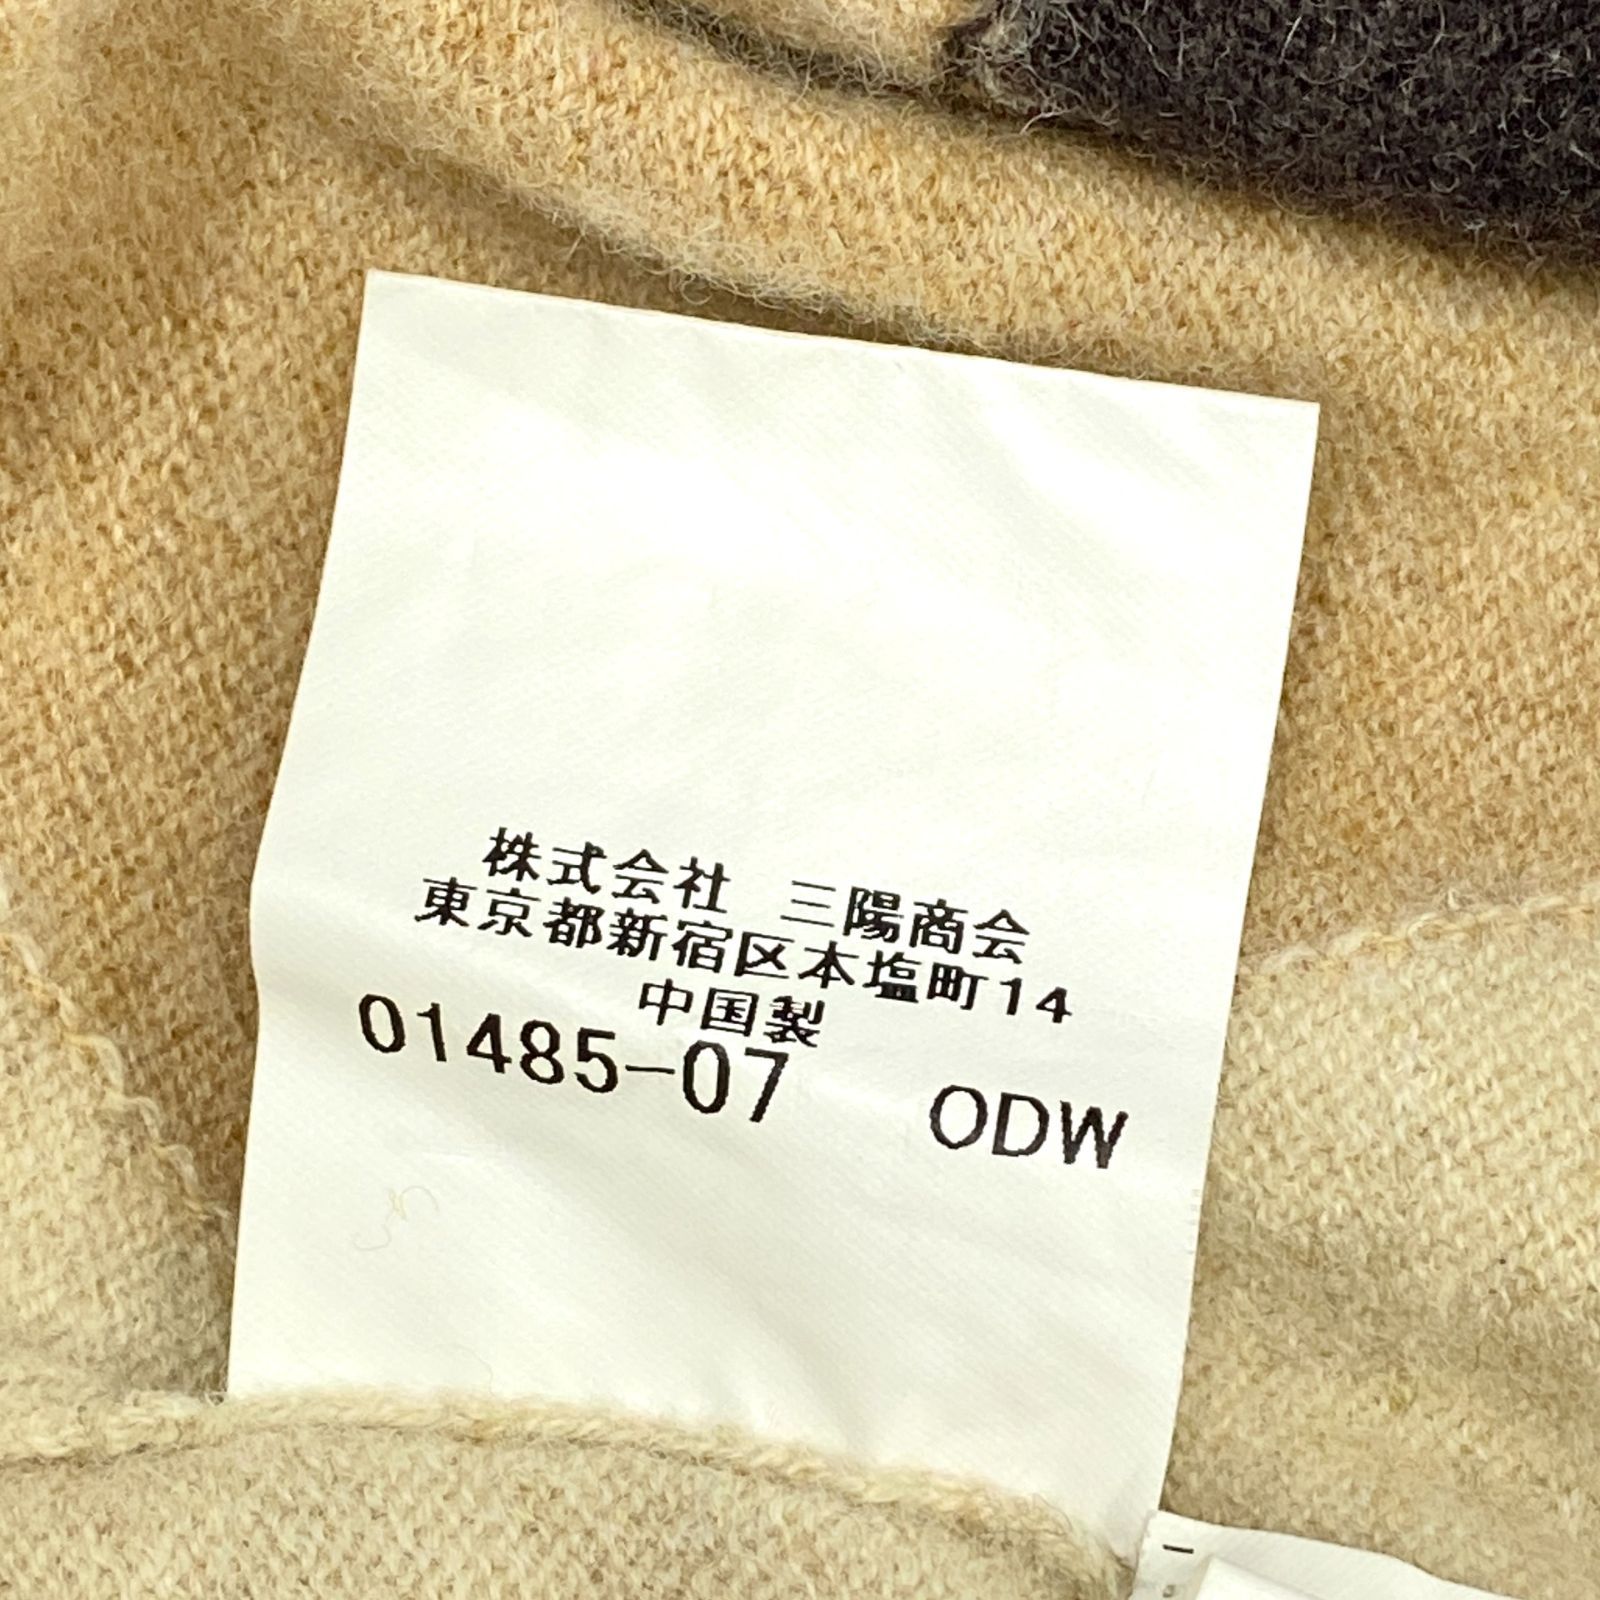 株式会社 三陽商会
東京都新宿区本塩町14
中国製
01485-07 ODW